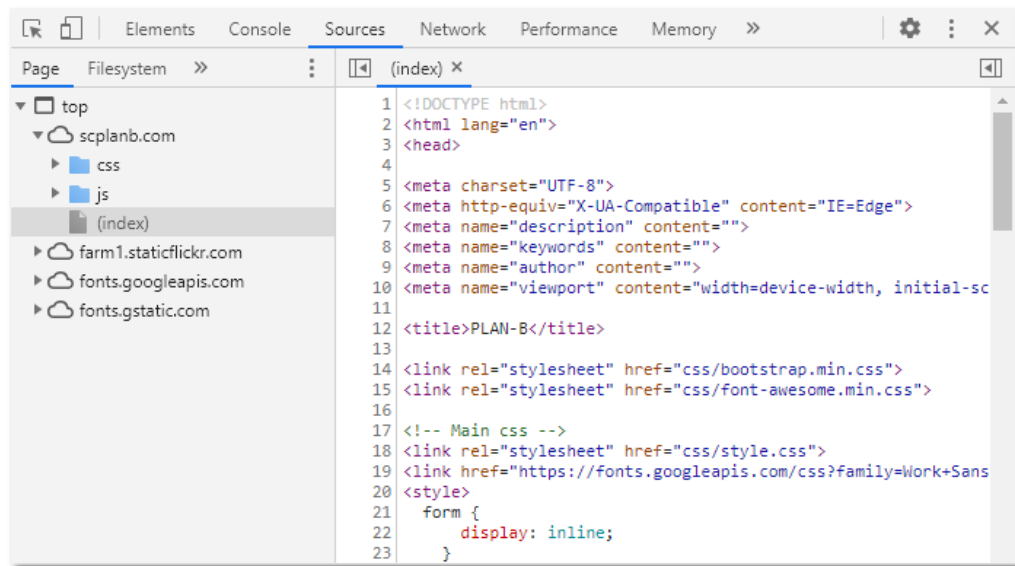 Elements Console Sources Network Performance Memory »
Page Filesystem » (index) ×
top
scplanb.com
css
js
(index)
farm1.staticflickr.com
fonts.googleapis.com
fonts.gstatic.com
1 <!DOCTYPE html>
2 <html lang="en">
3 <head>
4
5 <meta charset="UTF-8">
6 <meta http-equiv="X-UA-Compatible" content="IE=Edge">
7 <meta name="description" content="">
8 <meta name="keywords" content="">
9 <meta name="author" content="">
10 <meta name="viewport" content="width=device-width, initial-sc
11
12 <title>PLAN-B</title>
13
14 <link rel="stylesheet" href="css/bootstrap.min.css">
15 <link rel="stylesheet" href="css/font-awesome.min.css">
16
17 <!-- Main css -->
18 <link rel="stylesheet" href="css/style.css">
19 <link href="https://fonts.googleapis.com/css?family=Work+Sans
20 <style>
21 form {
22 display: inline;
23 }